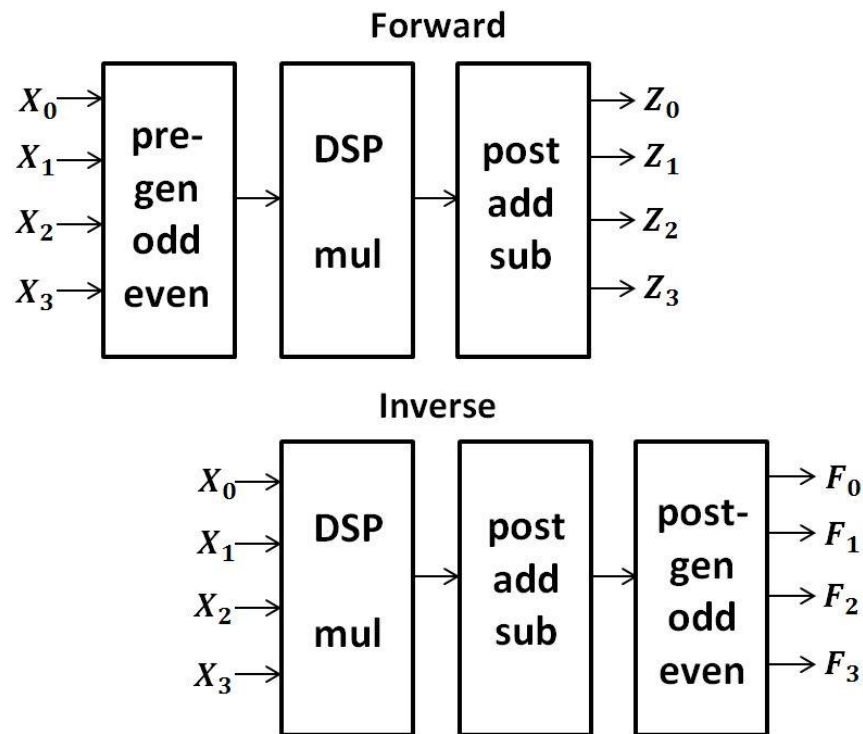 Forward
X0
X1
X2
X3
pre-
gen
odd
even
DSP
mul
post
add
sub
Z0
Z1
Z2
Z3
Inverse
X0
X1
X2
X3
DSP
mul
post
add
sub
post-
gen
odd
even
F0
F1
F2
F3